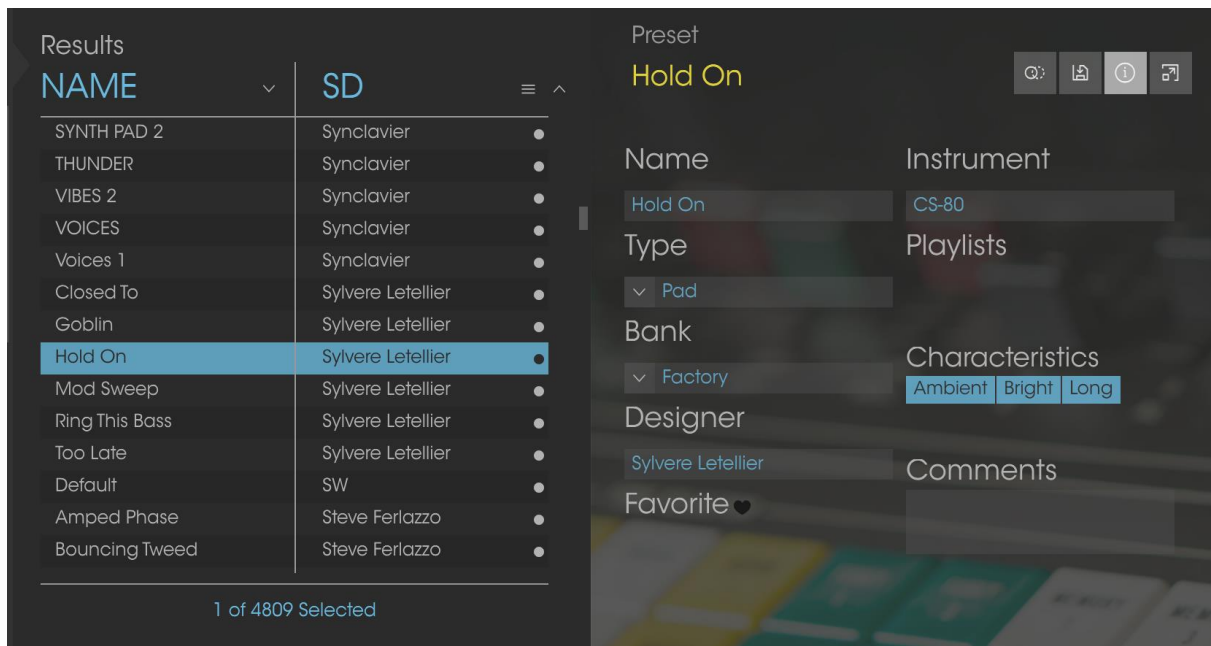 Results
NAME SD
SYNTH PAD 2 Synclavier
THUNDER Synclavier
VIBES 2 Synclavier
VOICES Synclavier
Voices 1 Synclavier
Closed To Sylvere Letellier
Goblin Sylvere Letellier
Hold On Sylvere Letellier
Mod Sweep Sylvere Letellier
Ring This Bass Sylvere Letellier
Too Late Sylvere Letellier
Default SW
Amped Phase Steve Ferlazzo
Bouncing Tweed Steve Ferlazzo
1 of 4809 Selected
Preset
Hold On
Name
Hold On
Type
Pad
Bank
Factory
Designer
Sylvere Letellier
Favorite
Instrument
CS-80
Playlists
Characteristics
Ambient Bright Long
Comments